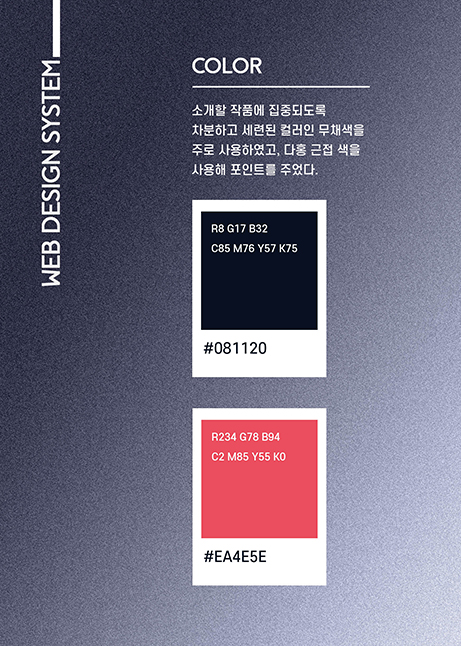 WEB DESIGN SYSTEM
COLOR
소개할 작품에 집중되도록
차분하고 세련된 컬러인 무채색을
주로 사용하였고, 다홍 근접 색을
사용해 포인트를 주었다.
R8 G17 B32
C85 M76 Y57 K75
#081120
R234 G78 B94
C2 M85 Y55 K0
#EA4E5E